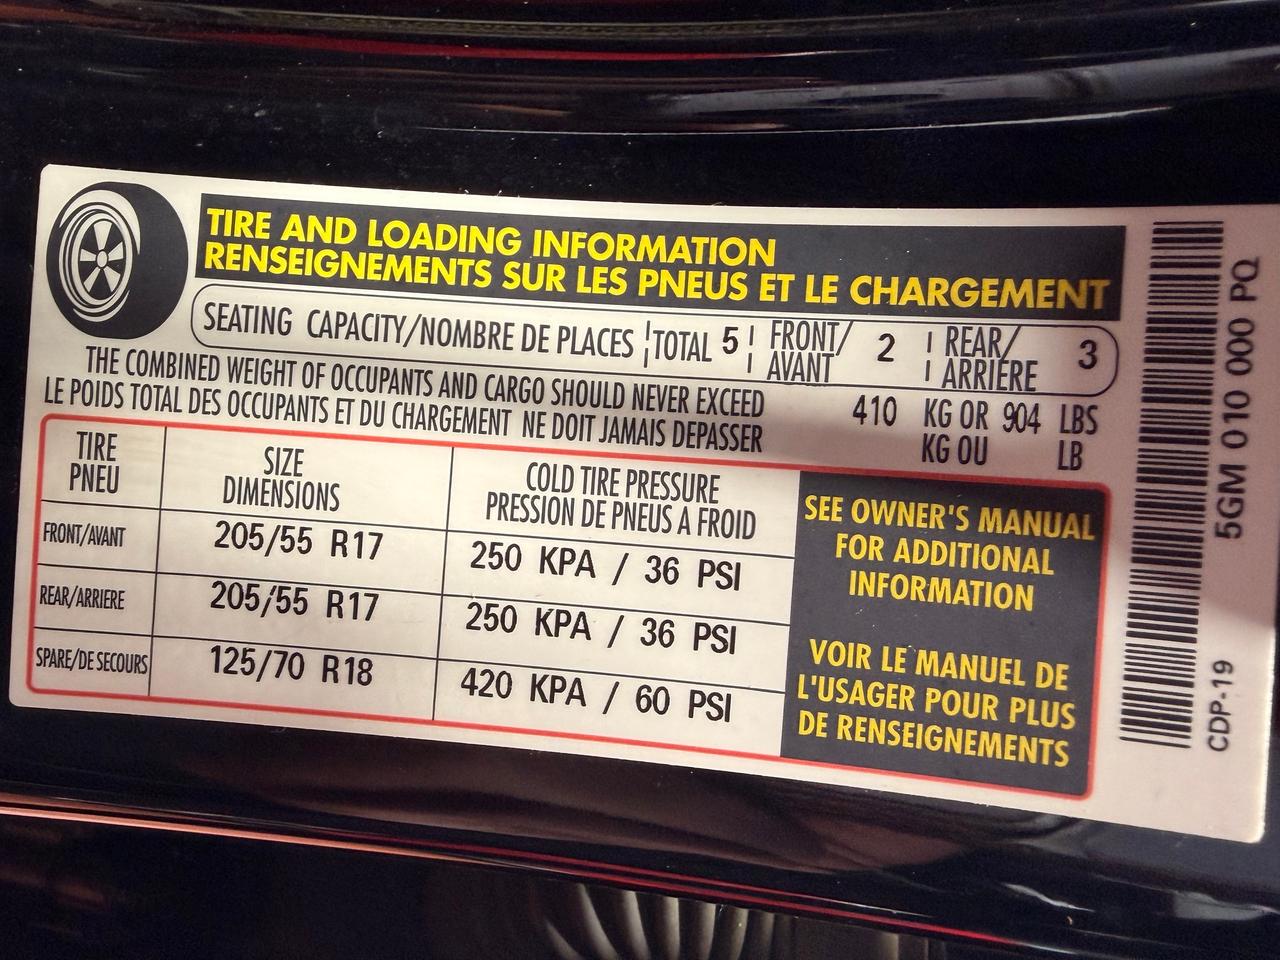 TIRE AND LOADING INFORMATION
RENSEIGNEMENTS SUR LES PNEUS ET LE CHARGEMENT
SEATING CAPACITY/NOMBRE DE PLACES TOTAL 5 FRONT/AVANT 2 REAR/ARRIERE 3
THE COMBINED WEIGHT OF OCCUPANTS AND CARGO SHOULD NEVER EXCEED 410 KG OR 904 LBS
LE POIDS TOTAL DES OCCUPANTS ET DU CHARGEMENT NE DOIT JAMAIS DEPASSER KG OU LB
TIRE
PNEU
SIZE
DIMENSIONS
COLD TIRE PRESSURE
PRESSION DE PNEUS A FROID
FRONT/AVANT 205/55 R17 250 KPA / 36 PSI
REAR/ARRIERE 205/55 R17 250 KPA / 36 PSI
SPARE/DE SECOURS 125/70 R18 420 KPA / 60 PSI
SEE OWNER'S MANUAL
FOR ADDITIONAL
INFORMATION
VOIR LE MANUEL DE
L'USAGER POUR PLUS
DE RENSEIGNEMENTS
5GM 010 000 PQ
CDP-19